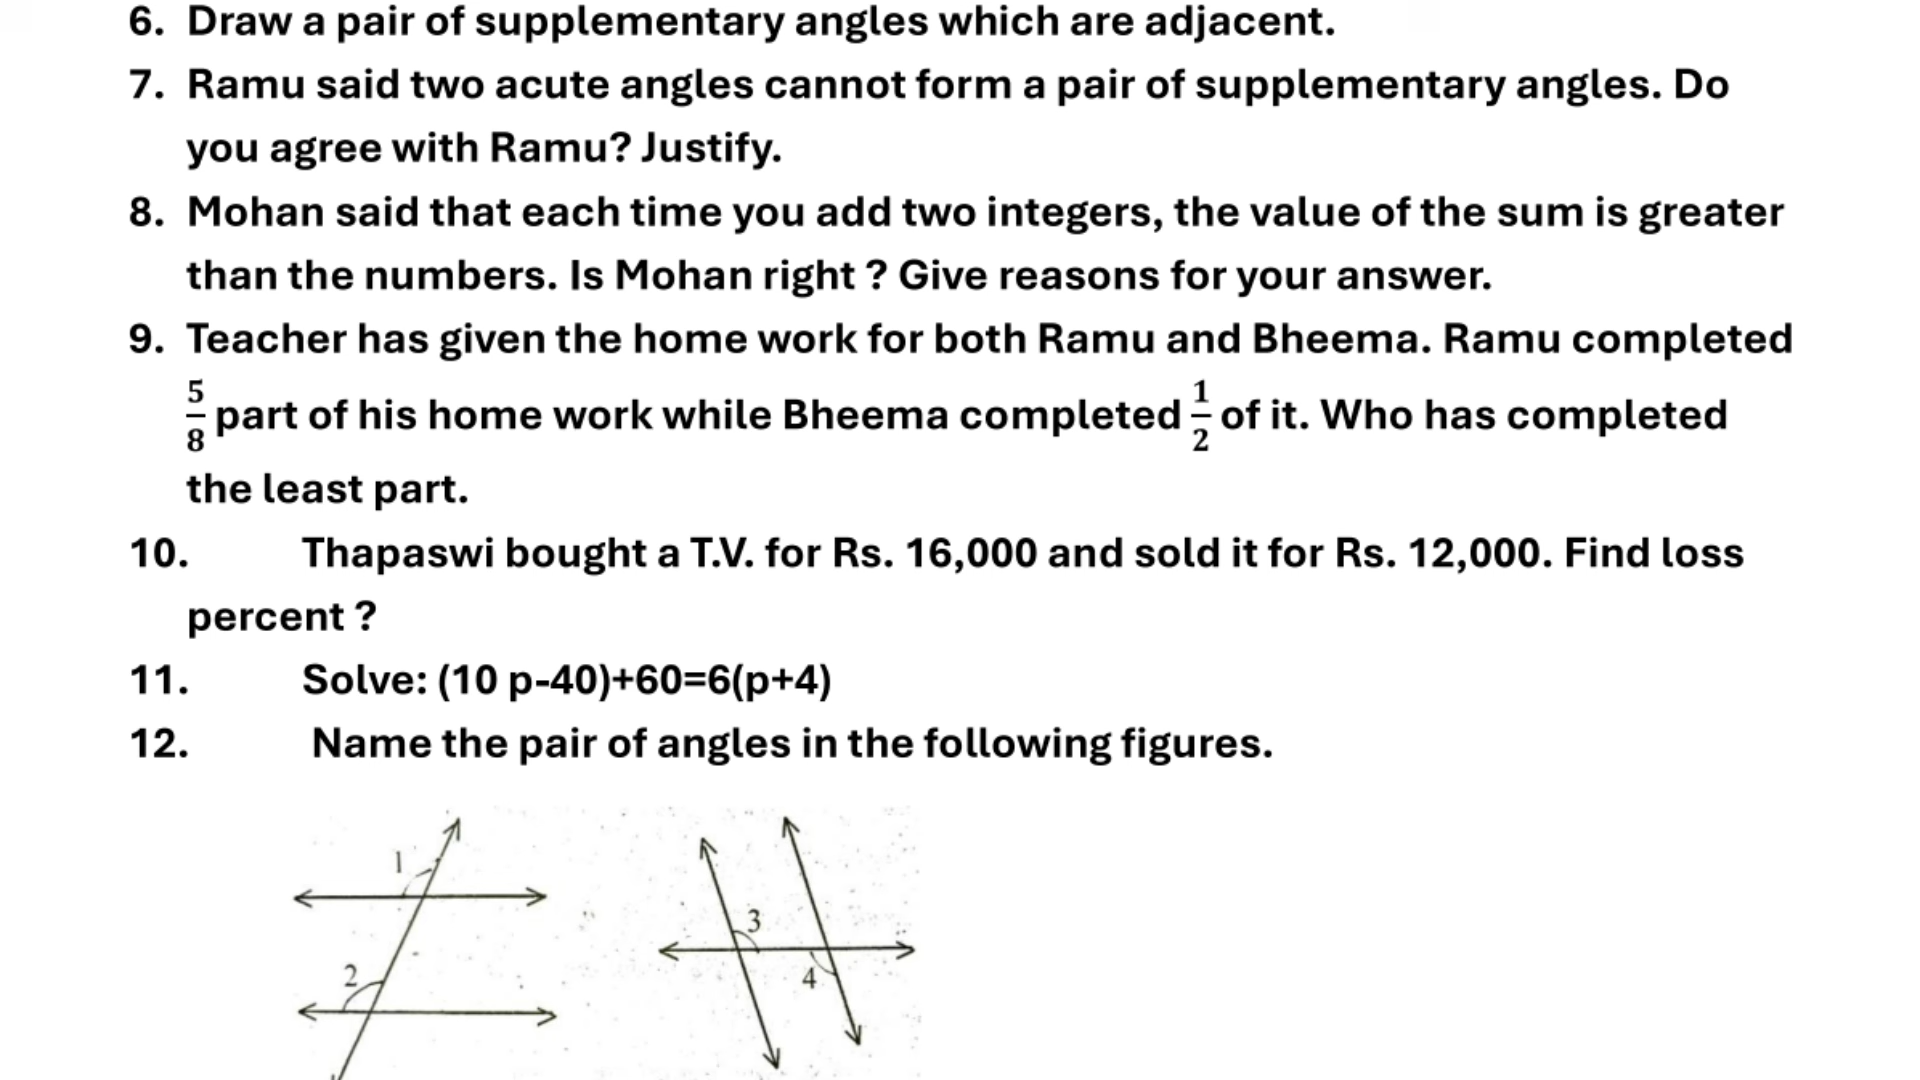 6. Draw a pair of supplementary angles which are adjacent.
7. Ramu said two acute angles cannot form a pair of supplementary angles. Do
you agree with Ramu? Justify.
8. Mohan said that each time you add two integers, the value of the sum is greater
than the numbers. Is Mohan right ? Give reasons for your answer.
9. Teacher has given the home work for both Ramu and Bheema. Ramu completed
5/8 part of his home work while Bheema completed 1/2 of it. Who has completed
the least part.
10. Thapaswi bought a T.V. for Rs. 16,000 and sold it for Rs. 12,000. Find loss
percent ?
11. Solve: (10 p-40)+60=6(p+4)
12. Name the pair of angles in the following figures.
1
3
2
4